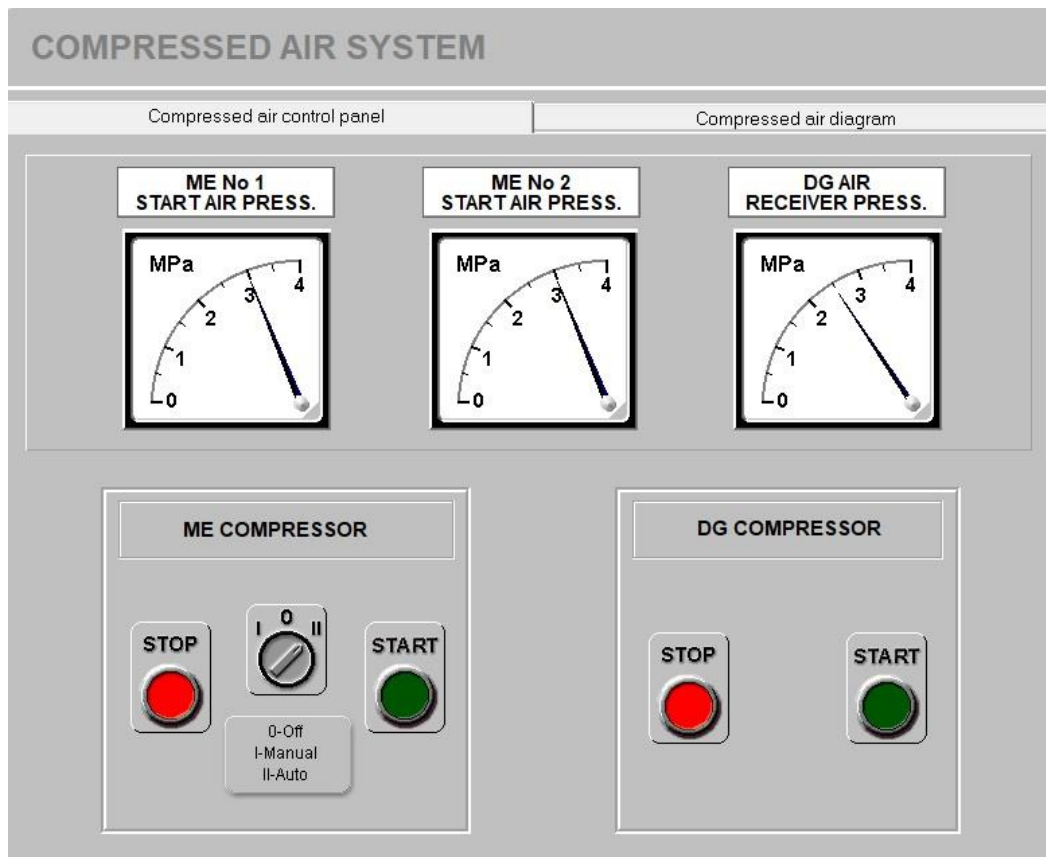 COMPRESSED AIR SYSTEM
Compressed air control panel
Compressed air diagram
ME No 1
START AIR PRESS.
ME No 2
START AIR PRESS.
DG AIR
RECEIVER PRESS.
MPa
0
1
2
3
4
MPa
0
1
2
3
4
MPa
0
1
2
3
4
ME COMPRESSOR
STOP
I 0 II
START
0-Off
I-Manual
II-Auto
DG COMPRESSOR
STOP
START